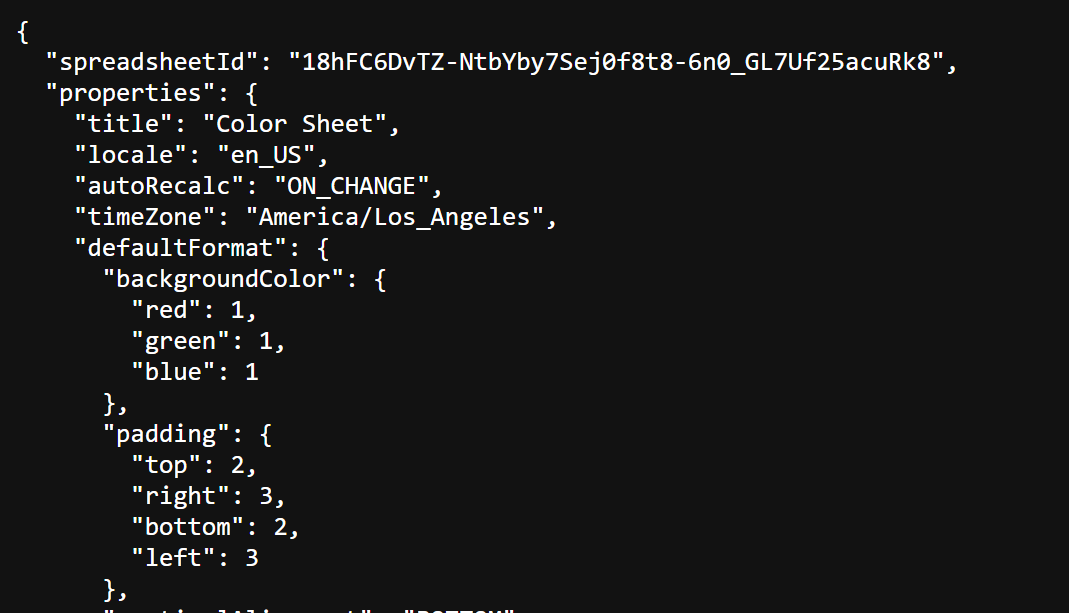 {
  "spreadsheetId": "18hFC6DvTZ-NtbYby7Sej0f8t8-6n0_GL7Uf25acuRk8",
  "properties": {
    "title": "Color Sheet",
    "locale": "en_US",
    "autoRecalc": "ON_CHANGE",
    "timeZone": "America/Los_Angeles",
    "defaultFormat": {
      "backgroundColor": {
        "red": 1,
        "green": 1,
        "blue": 1
      },
      "padding": {
        "top": 2,
        "right": 3,
        "bottom": 2,
        "left": 3
      },